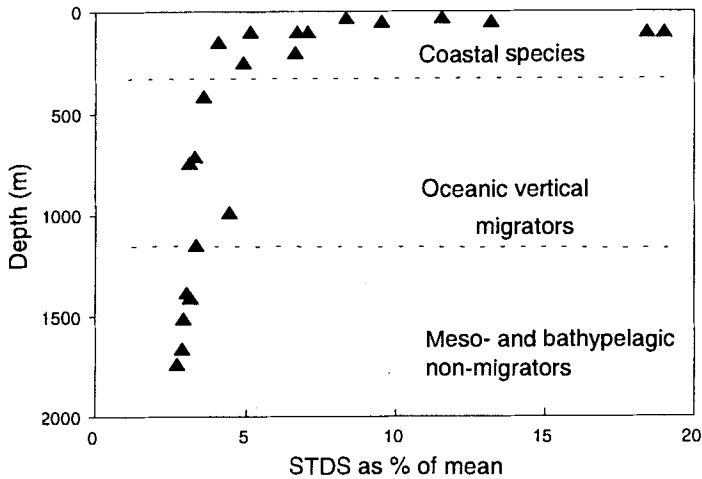 0
500
1000
1500
2000
Depth (m)
Coastal species
Oceanic vertical
migrators
Meso- and bathypelagic
non-migrators
0 5 10 15 20
STDS as % of mean